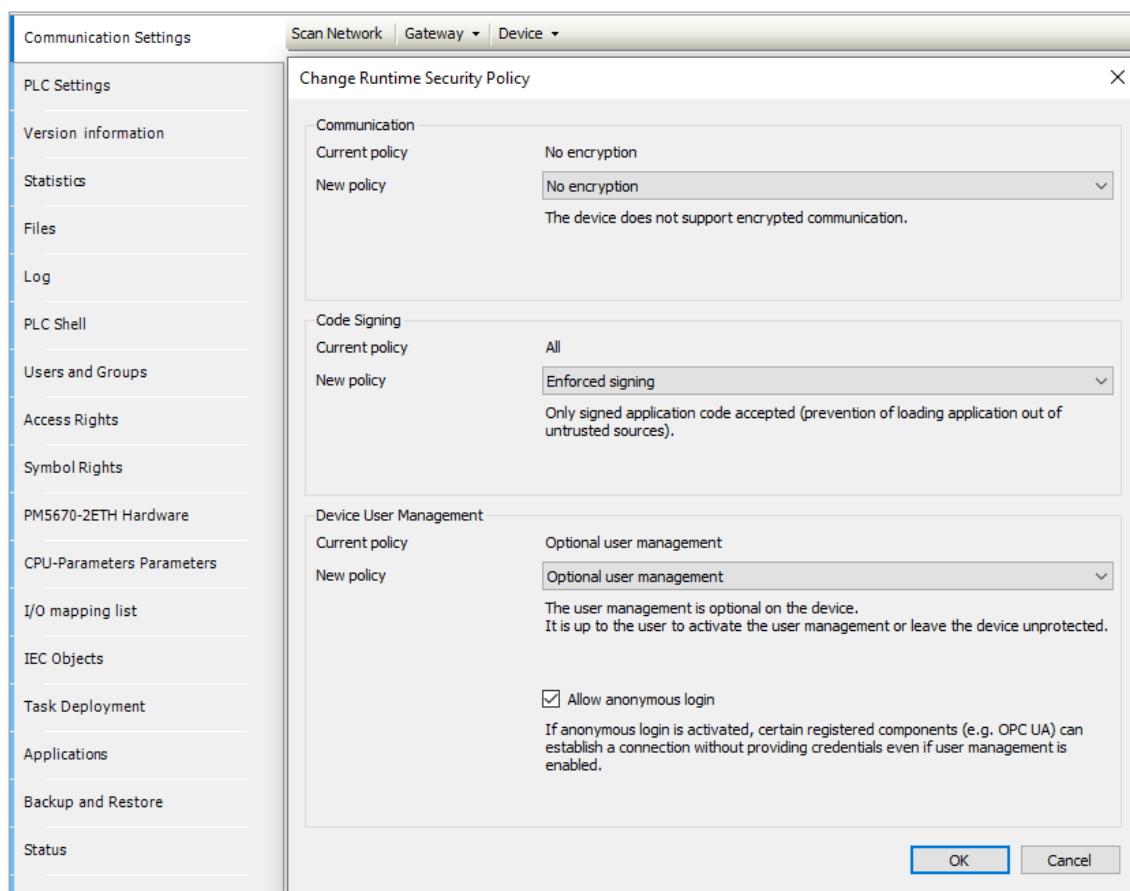 Communication Settings
PLC Settings
Version information
Statistics
Files
Log
PLC Shell
Users and Groups
Access Rights
Symbol Rights
PM5670-2ETH Hardware
CPU-Parameters Parameters
I/O mapping list
IEC Objects
Task Deployment
Applications
Backup and Restore
Status
Scan Network Gateway Device
Change Runtime Security Policy
Communication
Current policy No encryption
New policy No encryption
The device does not support encrypted communication.
Code Signing
Current policy All
New policy Enforced signing
Only signed application code accepted (prevention of loading application out of
untrusted sources).
Device User Management
Current policy Optional user management
New policy Optional user management
The user management is optional on the device.
It is up to the user to activate the user management or leave the device unprotected.
Allow anonymous login
If anonymous login is activated, certain registered components (e.g. OPC UA) can
establish a connection without providing credentials even if user management is
enabled.
OK Cancel